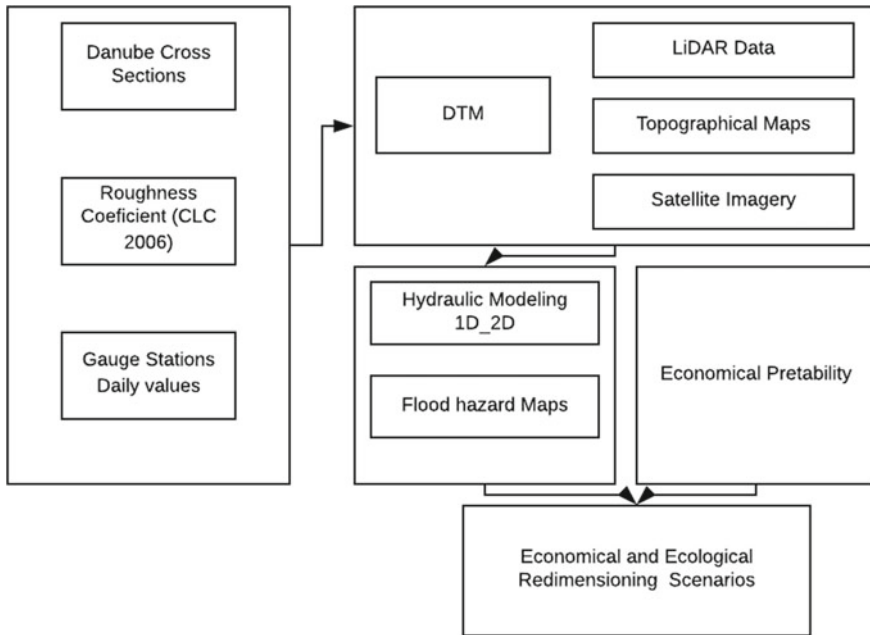 Danube Cross
Sections
Roughness
Coeficient (CLC
2006)
Gauge Stations
Daily values
DTM
LiDAR Data
Topographical Maps
Satellite Imagery
Hydraulic Modeling
1D_2D
Flood hazard Maps
Economical Pretability
Economical and Ecological
Redimensioning Scenarios